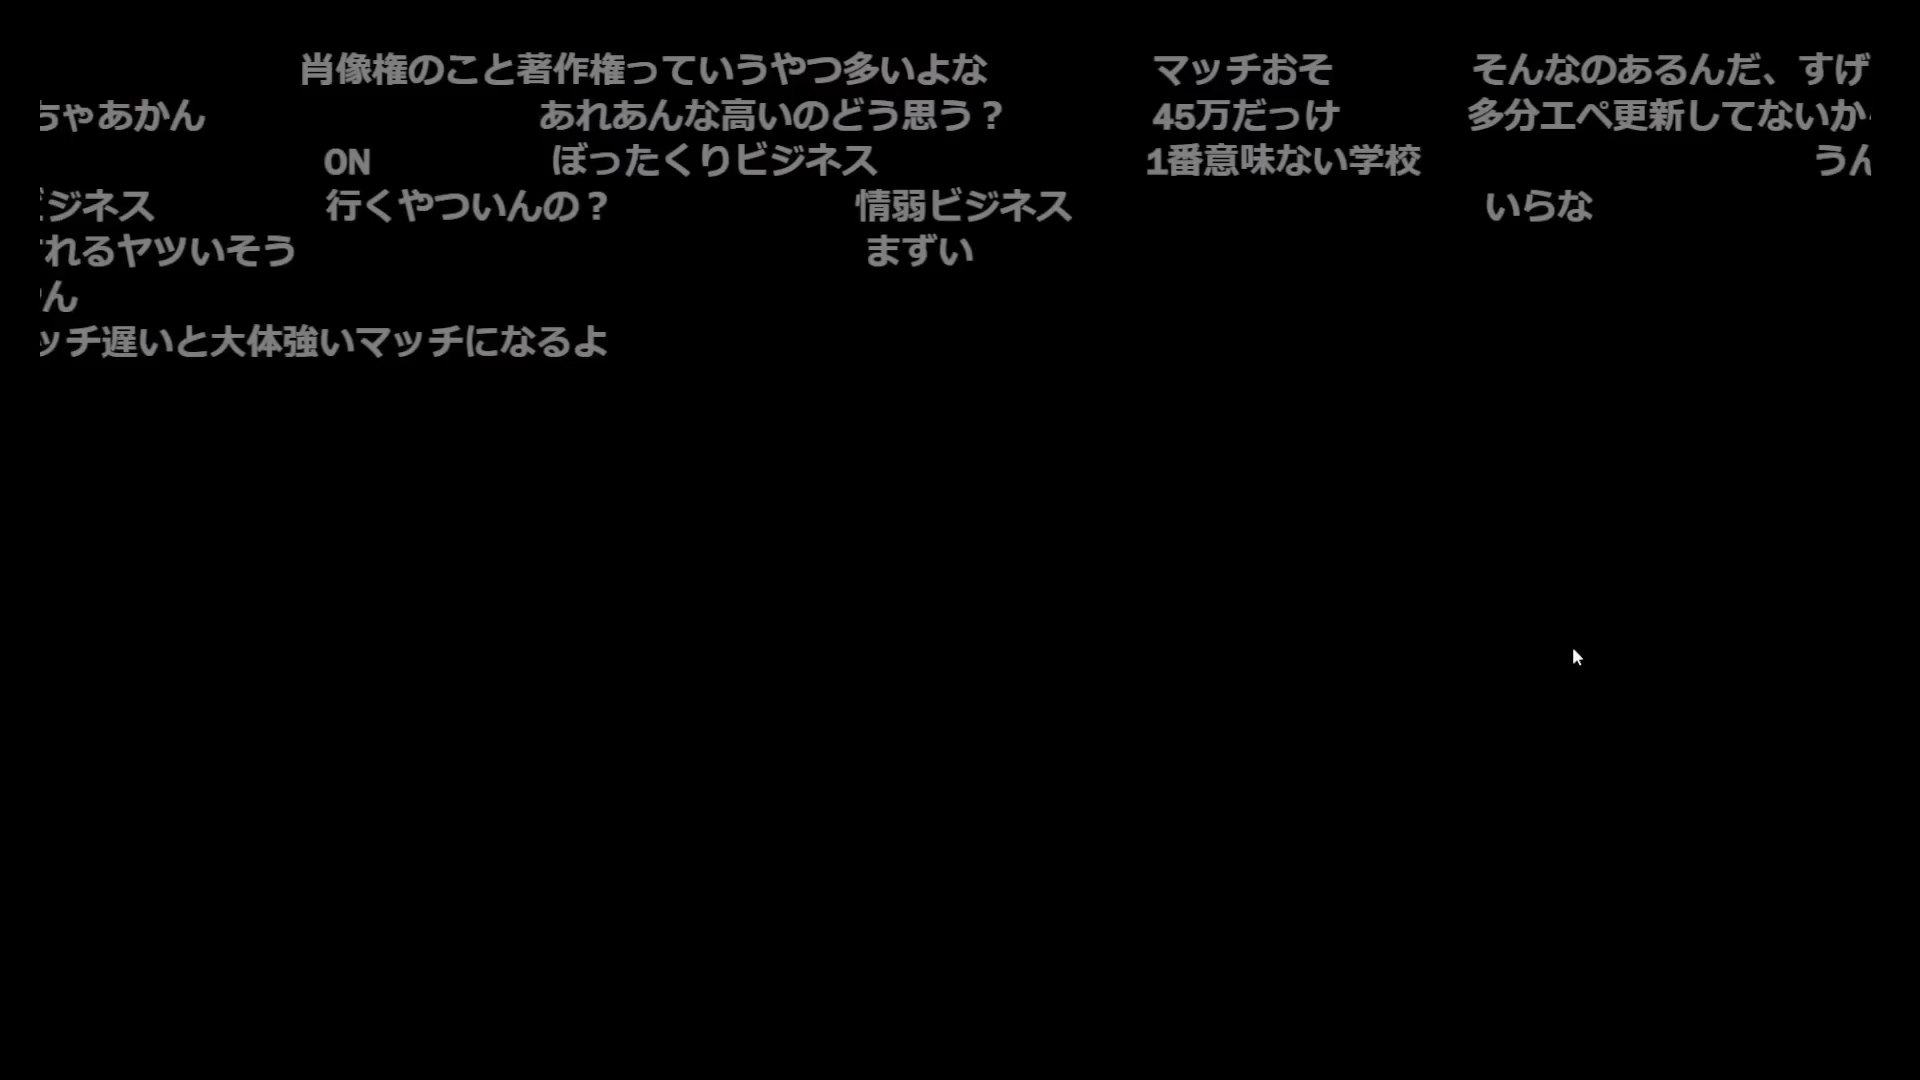 肖像権のこと著作権っていうやつ多いよな マッチおそ そんなのあるんだ、すげ
ちゃあかん あれあんな高いのどう思う？ 45万だっけ 多分エペ更新してないか
ON ぼったくりビジネス 1番意味ない学校 うん
ビジネス 行くやついんの？ 情弱ビジネス いらな
れるヤツいそう まずい
ん
ッチ遅いと大体強いマッチになるよ